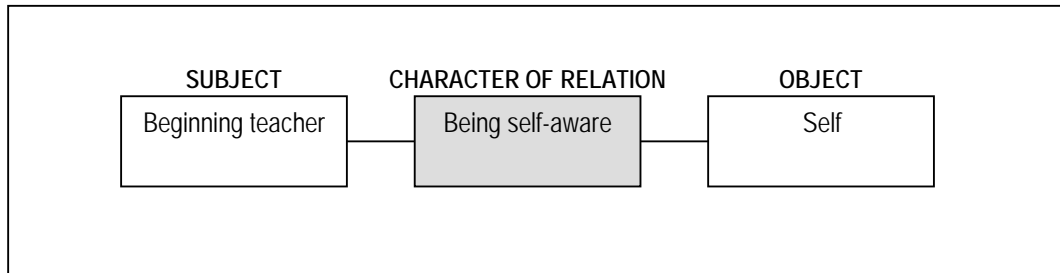 SUBJECT CHARACTER OF RELATION OBJECT
Beginning teacher Being self-aware Self